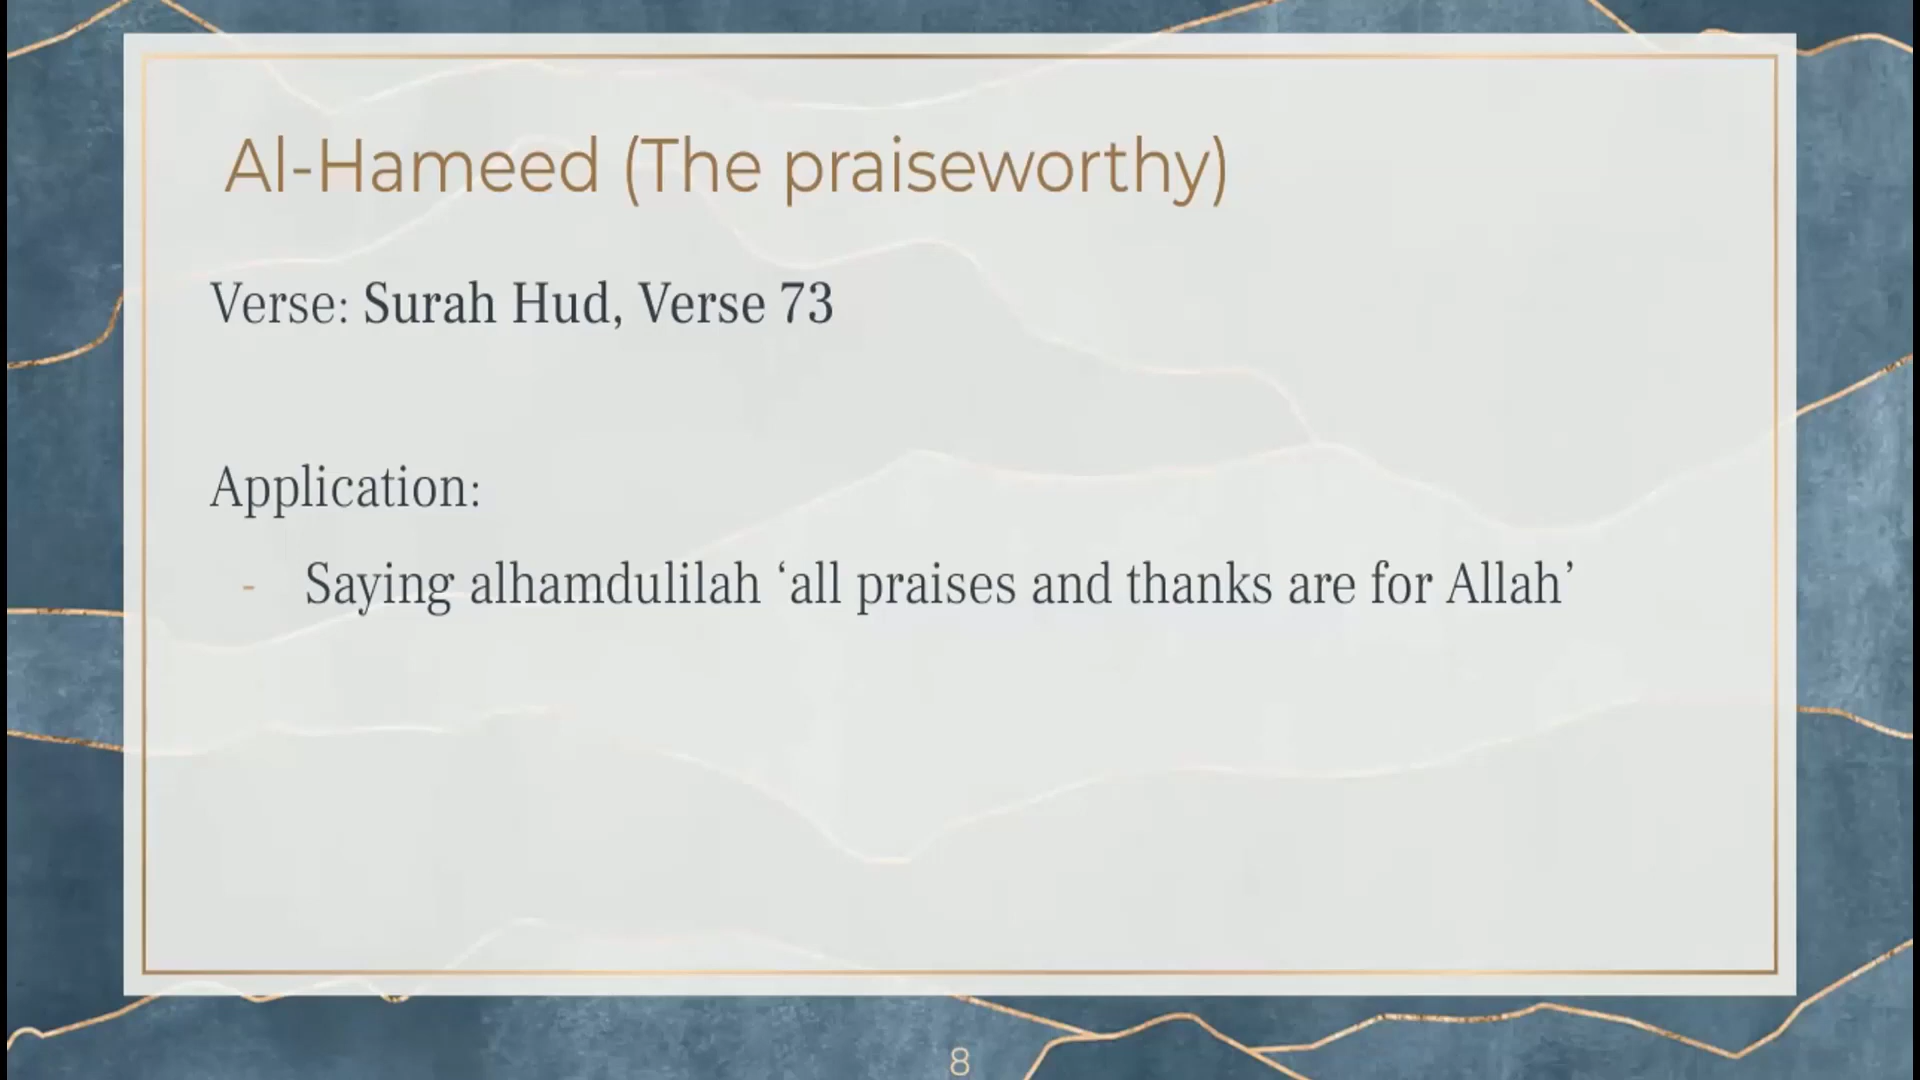 Al-Hameed (The praiseworthy)
Verse: Surah Hud, Verse 73
Application:
- Saying alhamdulilah ‘all praises and thanks are for Allah’
8